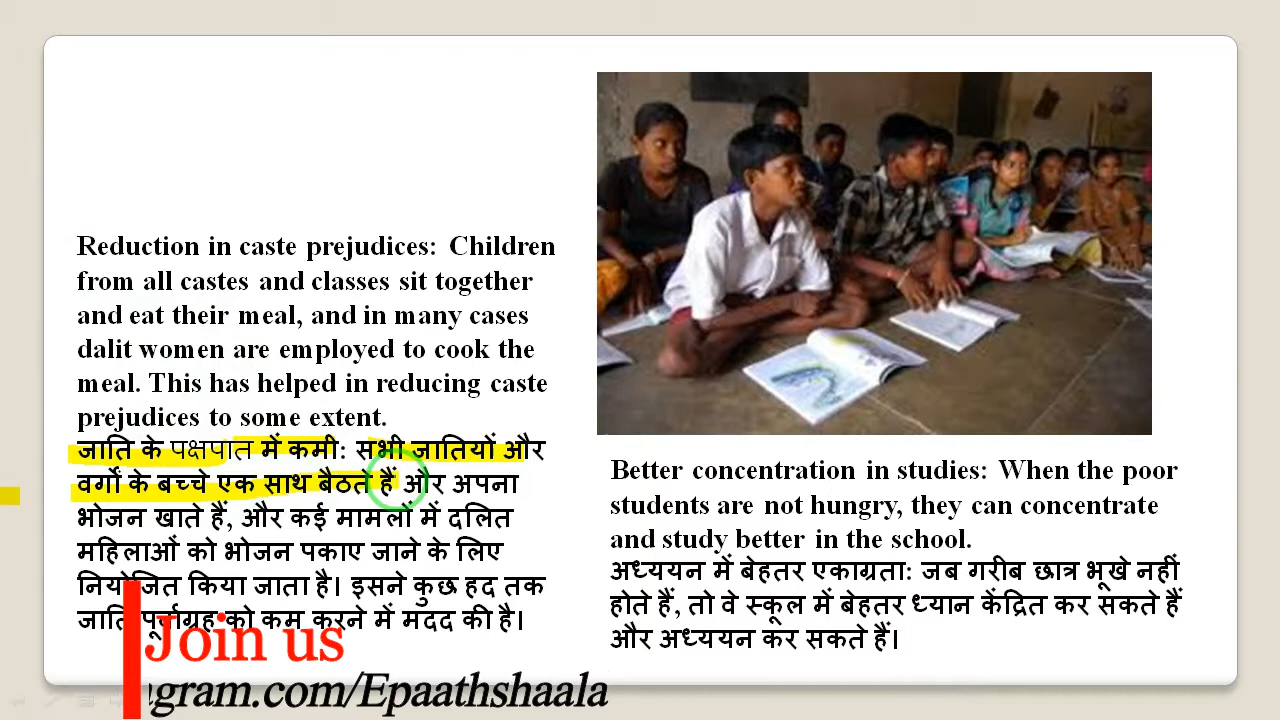 Reduction in caste prejudices: Children
from all castes and classes sit together
and eat their meal, and in many cases
dalit women are employed to cook the
meal. This has helped in reducing caste
prejudices to some extent.
जाति के पक्षपात में कमी: सभी जातियों और
वर्गों के बच्चे एक साथ बैठते हैं और अपना
भोजन खाते हैं, और कई मामलों में दलित
महिलाओं को भोजन पकाए जाने के लिए
नियोजित किया जाता है। इसने कुछ हद तक
जाति पूर्वाग्रह को कम करने में मदद की है।
Better concentration in studies: When the poor
students are not hungry, they can concentrate
and study better in the school.
अध्ययन में बेहतर एकाग्रता: जब गरीब छात्र भूखे नहीं
होते हैं, तो वे स्कूल में बेहतर ध्यान केंद्रित कर सकते हैं
और अध्ययन कर सकते हैं।
Join us
gram.com/Epaathshaala